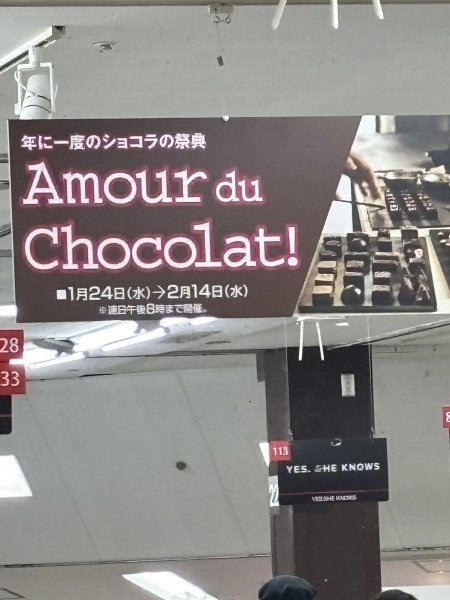 年に一度のショコラの祭典
Amour du
Chocolat!
■1月24日(水)→2月14日(水)
※連日午後8時まで開催。
28
33
113
YES. SHE KNOWS
YES.SHE KNOWS
22
8